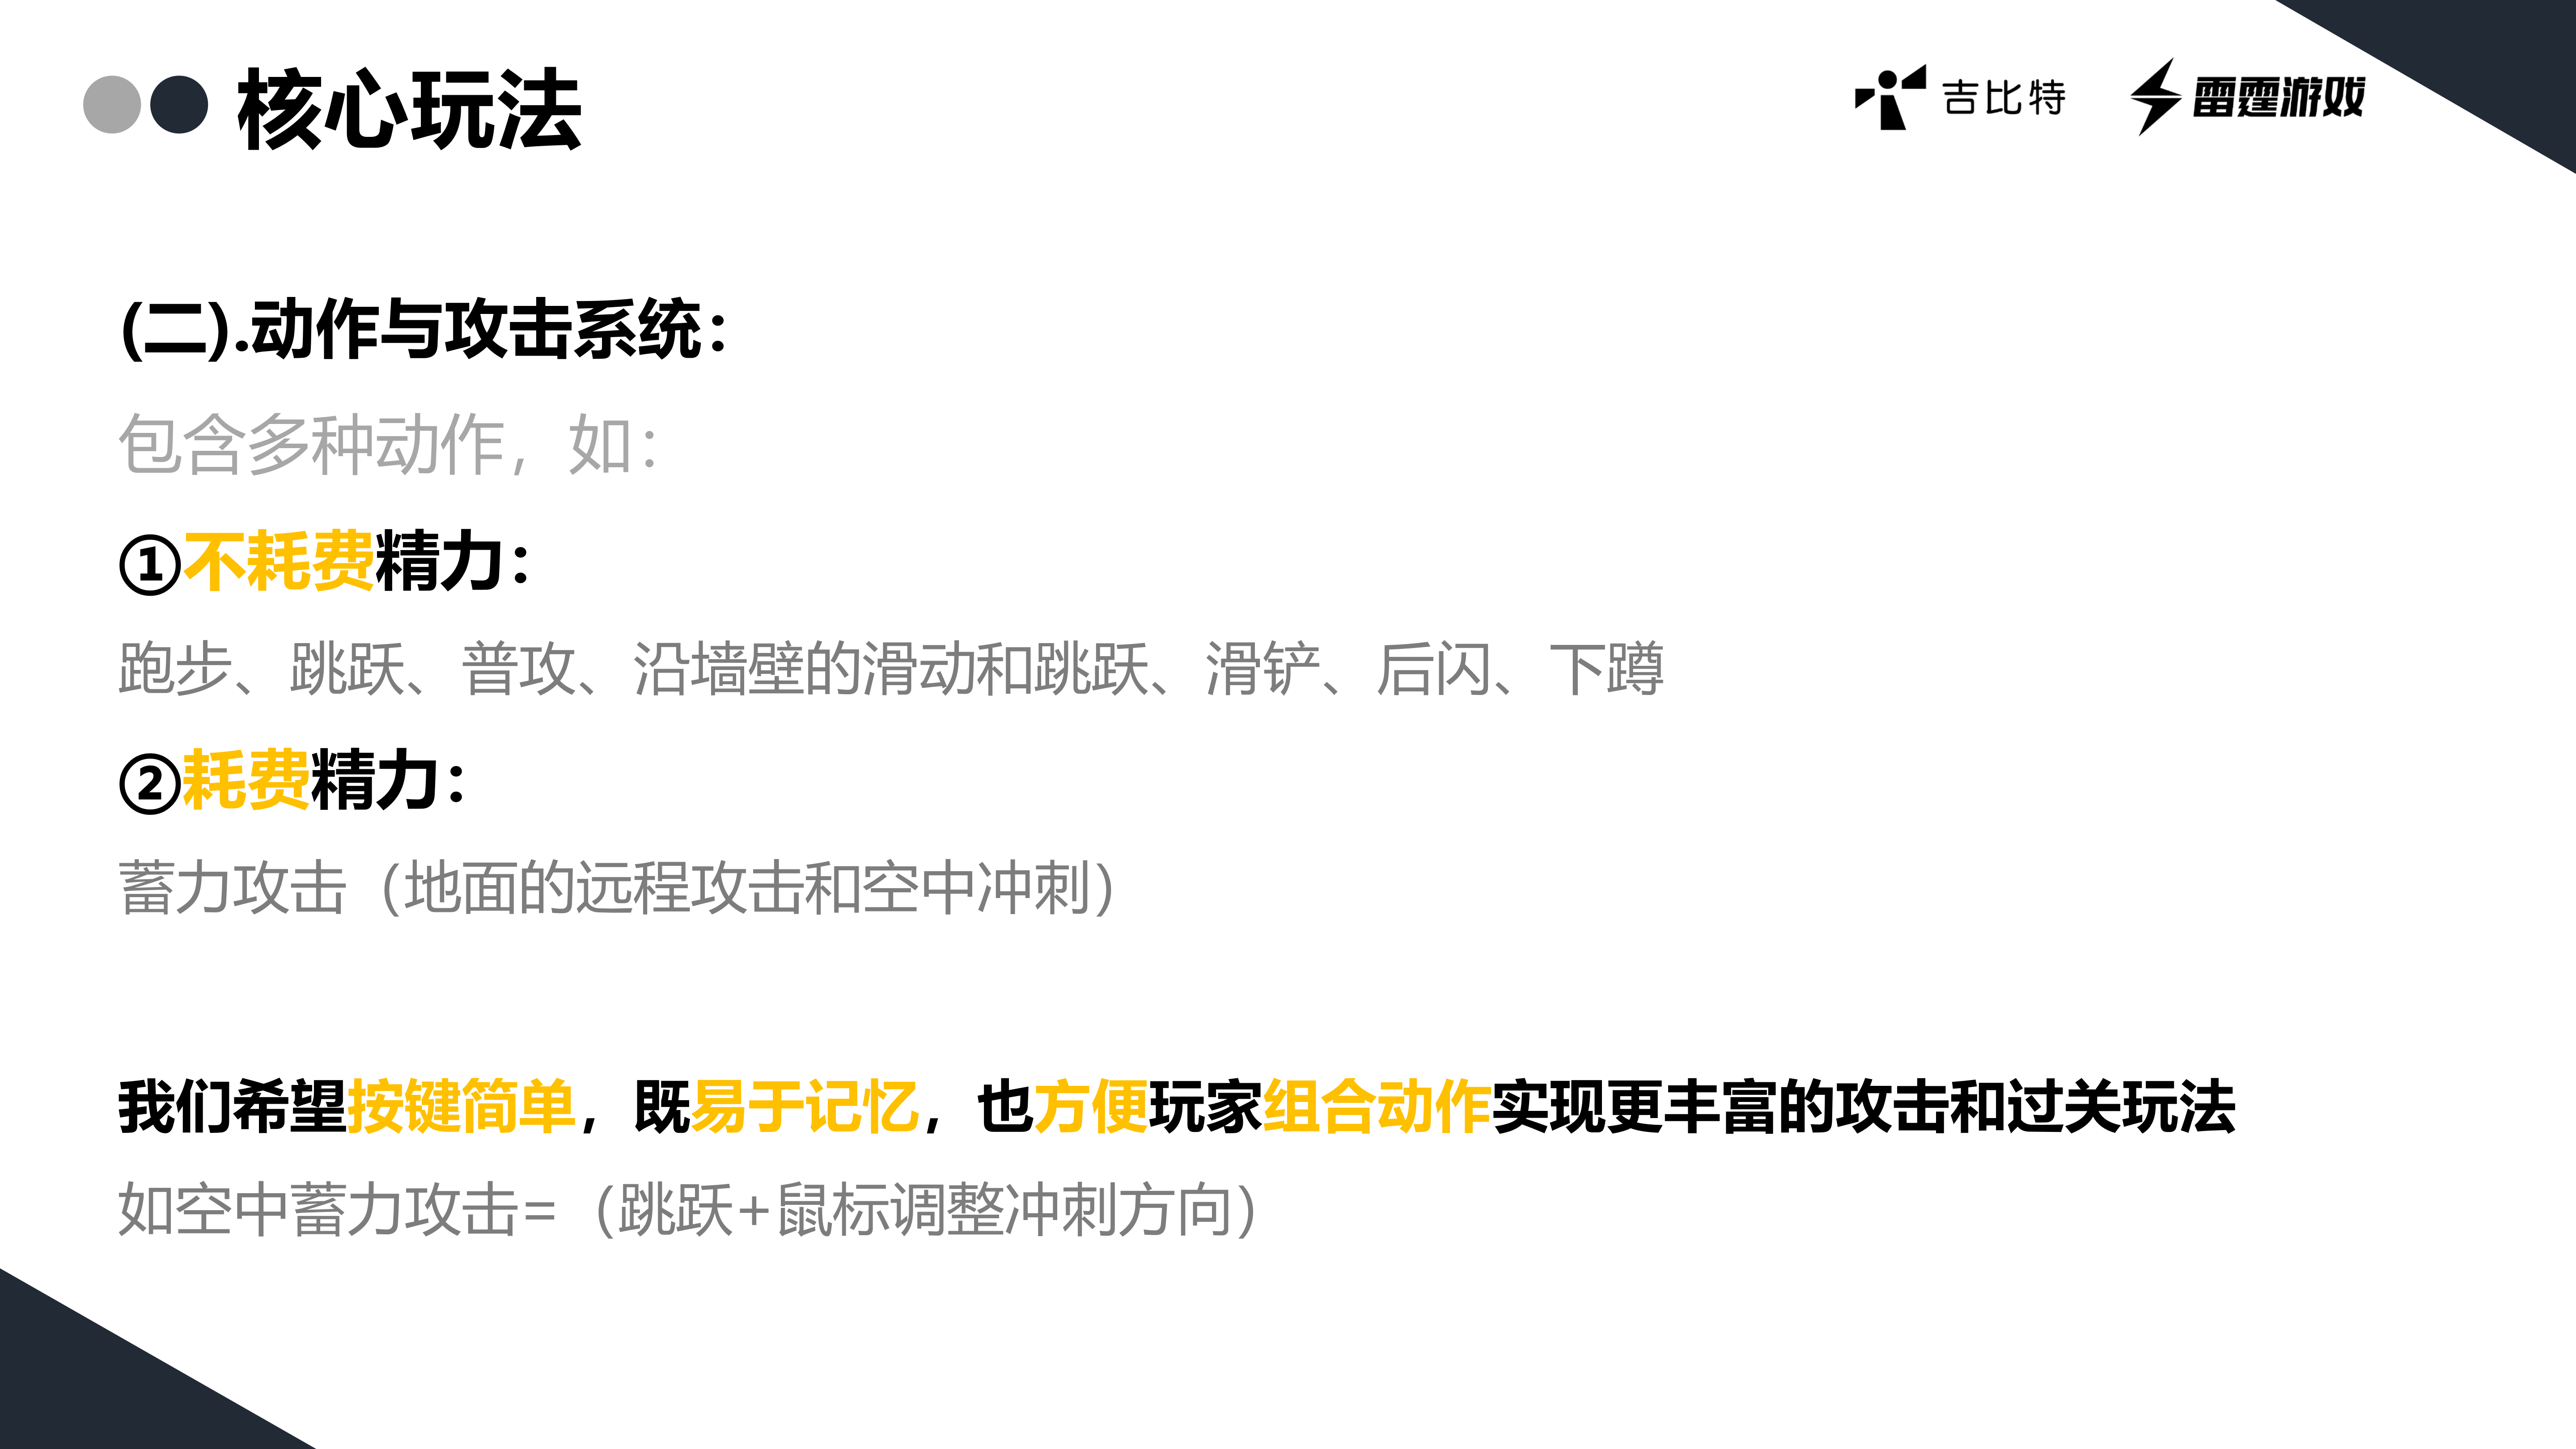 核心玩法
吉比特
雷霆游戏
(二).动作与攻击系统：
包含多种动作，如：
①不耗费精力：
跑步、跳跃、普攻、沿墙壁的滑动和跳跃、滑铲、后闪、下蹲
②耗费精力：
蓄力攻击（地面的远程攻击和空中冲刺）
我们希望按键简单，既易于记忆，也方便玩家组合动作实现更丰富的攻击和过关玩法
如空中蓄力攻击=（跳跃+鼠标调整冲刺方向）